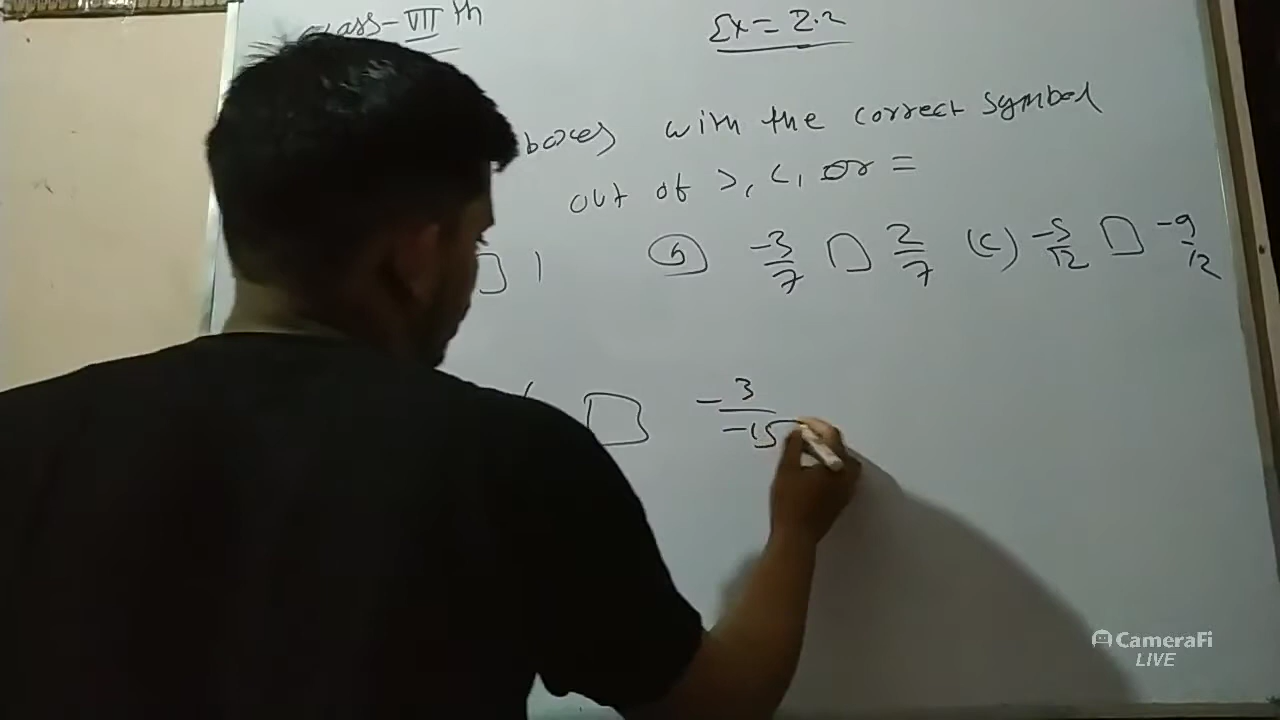 class-VII th
Ex = 2.2
boxes with the correct symbol
out of >, <, or =
1 (b) -3/7 □ 2/7 (c) -5/12 □ -9/12
□ -3/-15
CameraFi
LIVE